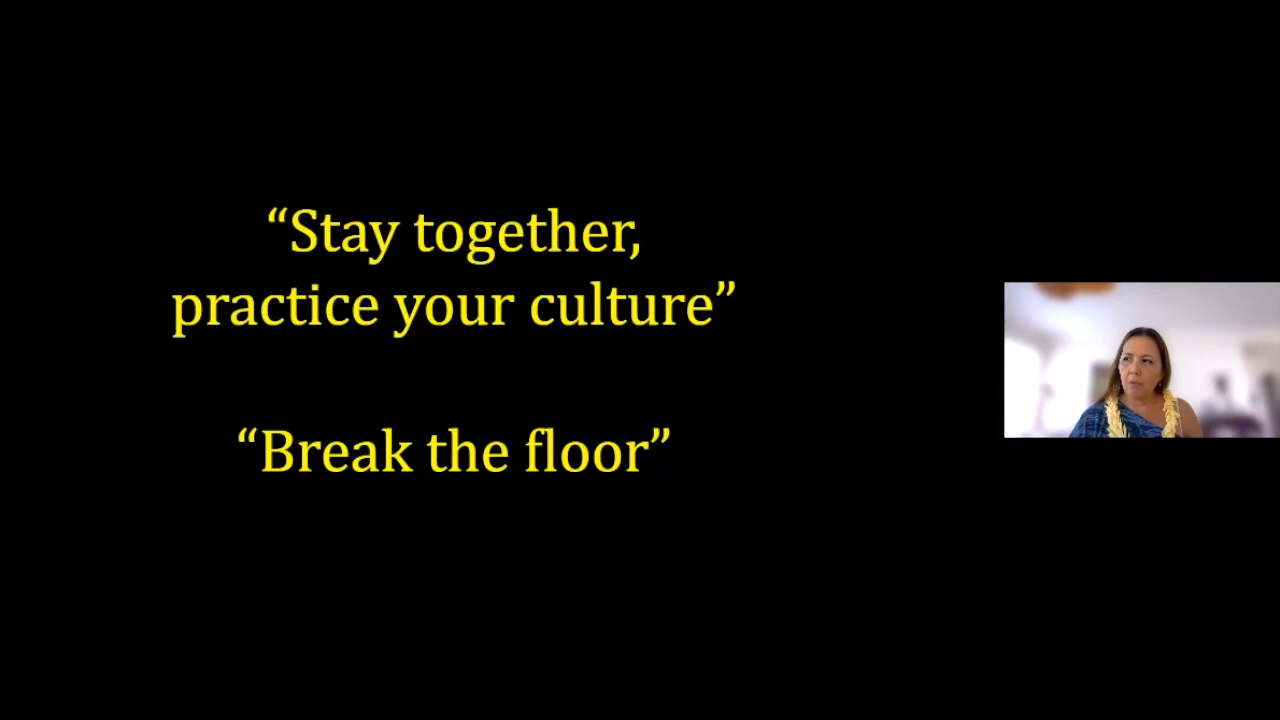 “Stay together,
practice your culture”
“Break the floor”